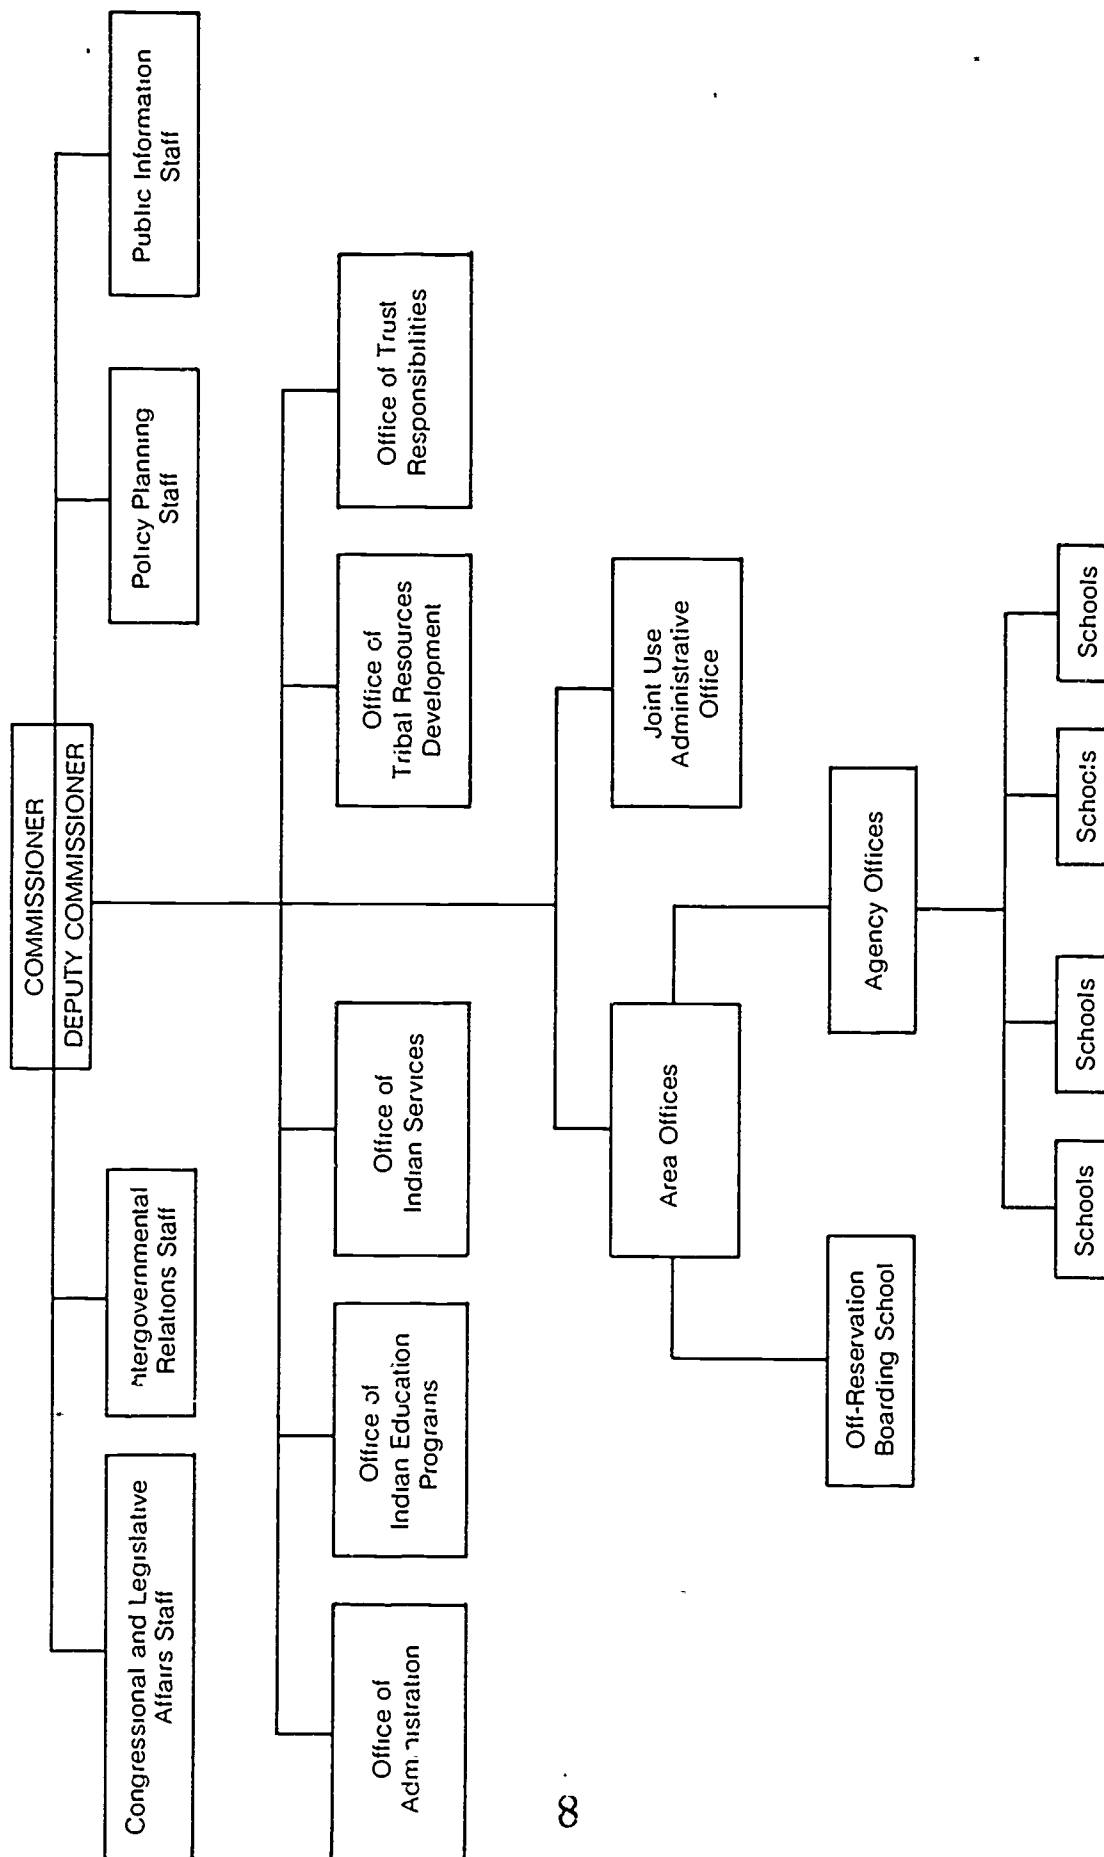 COMMISSIONER
DEPUTY COMMISSIONER
Congressional and Legislative
Affairs Staff
ntergovernmental
Relations Staff
Policy Planning
Staff
Public Information
Staff
Office of
Administration
Office of
Indian Education
Programs
Office of
Indian Services
Office of
Tribal Resources
Development
Office of Trust
Responsibilities
Area Offices
Joint Use
Administrative
Office
Off-Reservation
Boarding School
Agency Offices
Schools
Schools
Schools
Schools
8